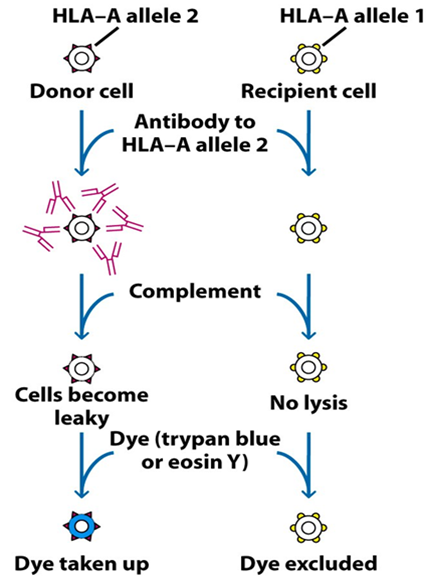 HLA–A allele 2
HLA–A allele 1
Donor cell
Recipient cell
Antibody to
HLA–A allele 2
Complement
Cells become
leaky
No lysis
Dye (trypan blue
or eosin Y)
Dye taken up
Dye excluded